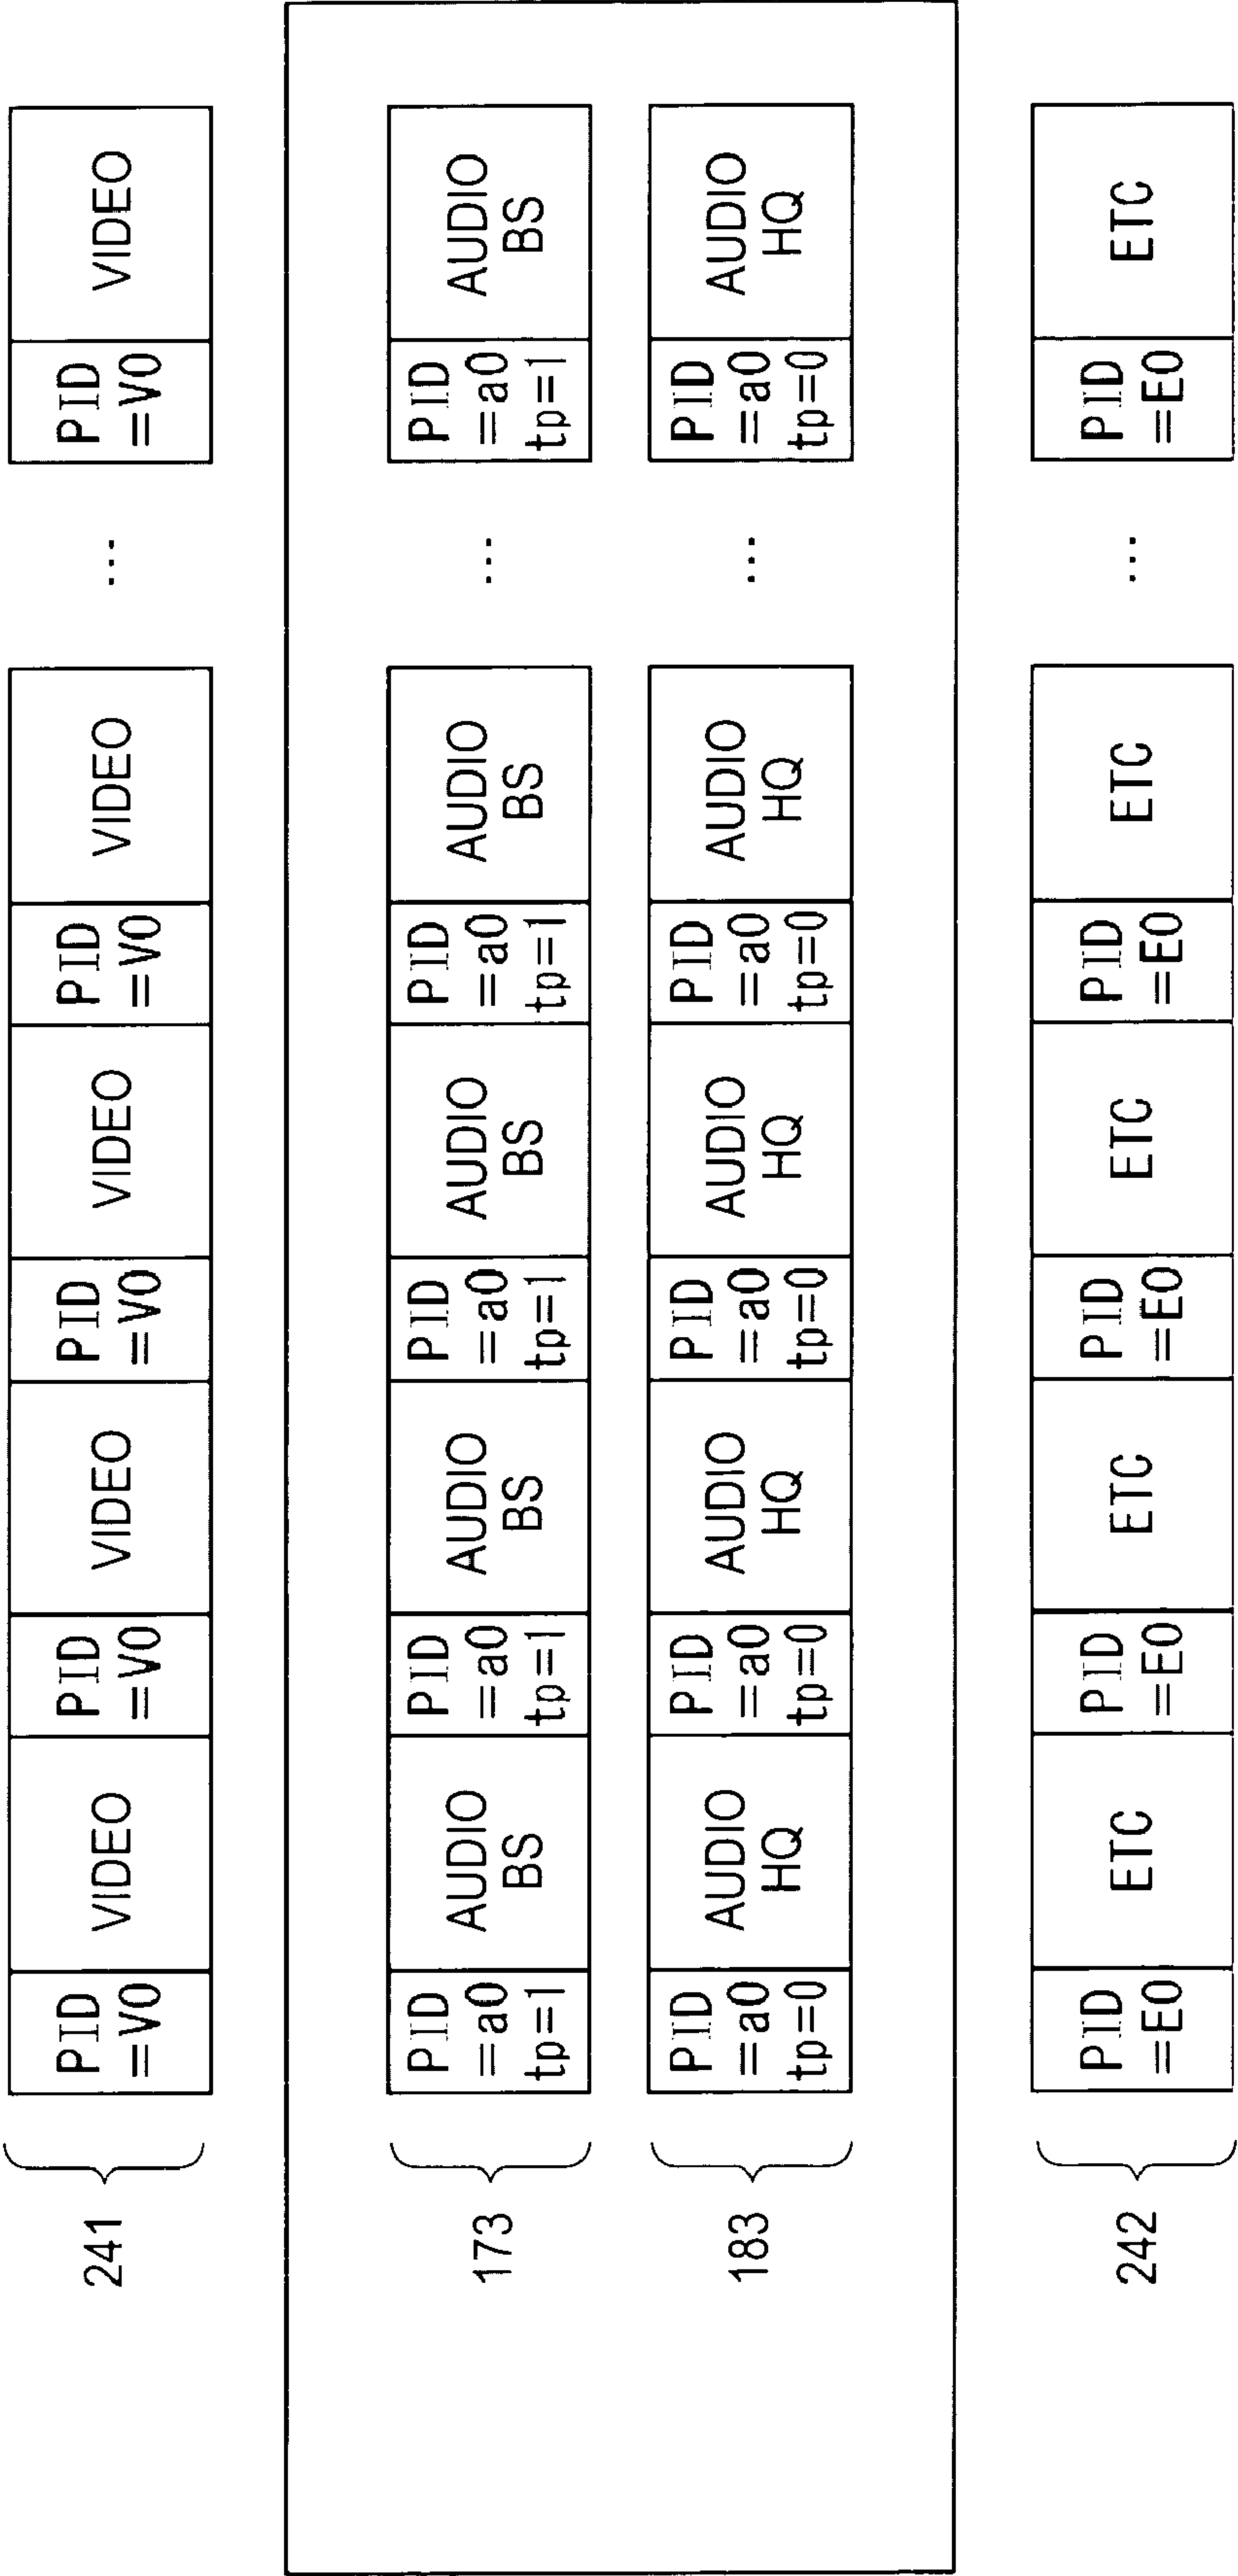 241
PID
=V0
VIDEO
PID
=V0
VIDEO
PID
=V0
VIDEO
PID
=V0
VIDEO
...
PID
=V0
VIDEO
173
PID
=a0
tp=1
AUDIO
BS
PID
=a0
tp=1
AUDIO
BS
PID
=a0
tp=1
AUDIO
BS
PID
=a0
tp=1
AUDIO
BS
...
PID
=a0
tp=1
AUDIO
BS
183
PID
=a0
tp=0
AUDIO
HQ
PID
=a0
tp=0
AUDIO
HQ
PID
=a0
tp=0
AUDIO
HQ
PID
=a0
tp=0
AUDIO
HQ
...
PID
=a0
tp=0
AUDIO
HQ
242
PID
=E0
ETC
PID
=E0
ETC
PID
=E0
ETC
PID
=E0
ETC
...
PID
=E0
ETC